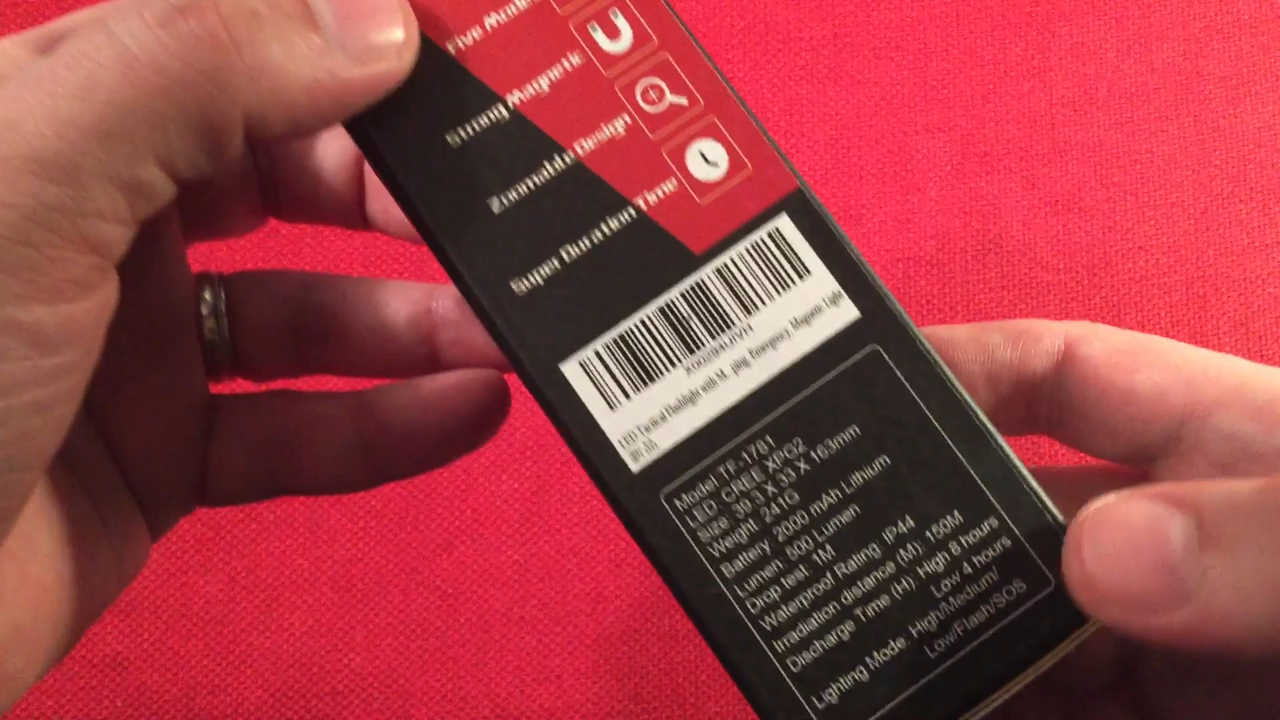 Five Modes
Strong Magnetic
Zoomable Design
Super Duration Time
LED Tactical Flashlight with M... ping, Emergency, Magnetic Light
Model: TF-1781
LED CREE XPG2
Size: 39.3 X 33 X 163mm
Weight: 241G
Battery: 2000 mAh Lithium
Lumen: 500 Lumen
Drop test: 1M
Waterproof Rating: IP44
Irradiation distance (M): 150M
Discharge Time (H): High 8 hours
Low 4 hours
Lighting Mode: High/Medium/
Low/Flash/SOS